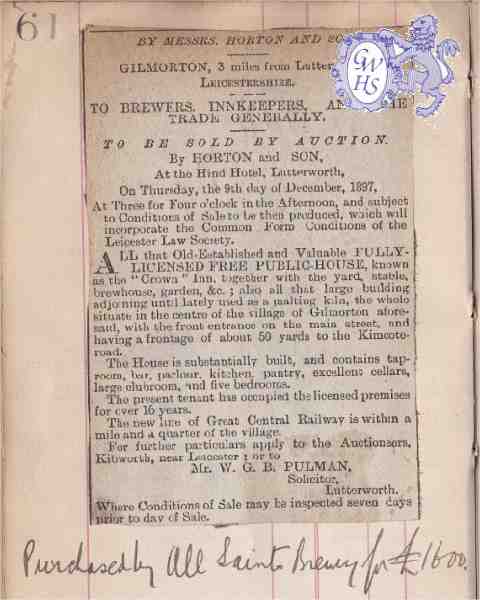 61
BY MESSRS. HORTON AND
GWHS
GILMORTON, 3 miles from
LEICESTERSHIRE.
TO BREWERS, INNKEEPERS,
TRADE GENERALLY.
TO BE SOLD BY AUCTION.
By HORTON and SON,
At the Hind Hotel, Lutterworth,
On Thursday, the 9th day of December, 1897,
At Three for Four o'clock in the Afternoon, and subject
to Conditions of Sale to be then produced, which will
incorporate the Common Form Conditions of the
Leicester Law Society.
ALL that Old-Established and Valuable FULLY-
LICENSED FREE PUBLIC-HOUSE, known
as the "Crown" Inn, together with the yard, stable,
brewhouse, garden, &c.; also all that large building
adjoining until lately used as a malting kiln, the whole
situate in the centre of the village of Gilmorton afore-
said, with the front entrance on the main street, and
having a frontage of about 50 yards to the Kimcote-
road.
The House is substantially built, and contains tap-
room, bar, parlour, kitchen, pantry, excellent cellars,
large clubroom, and five bedrooms.
The present tenant has occupied the licensed premises
for over 16 years.
The new line of Great Central Railway is within a
mile and a quarter of the village.
For further particulars apply to the Auctioneers,
Kibworth, near Leicester; or to
Mr. W. G. B. PULMAN,
Solicitor,
Lutterworth.
Where Conditions of Sale may be inspected seven days
prior to day of Sale.
Purchased by All Saints Brewery for £1600.